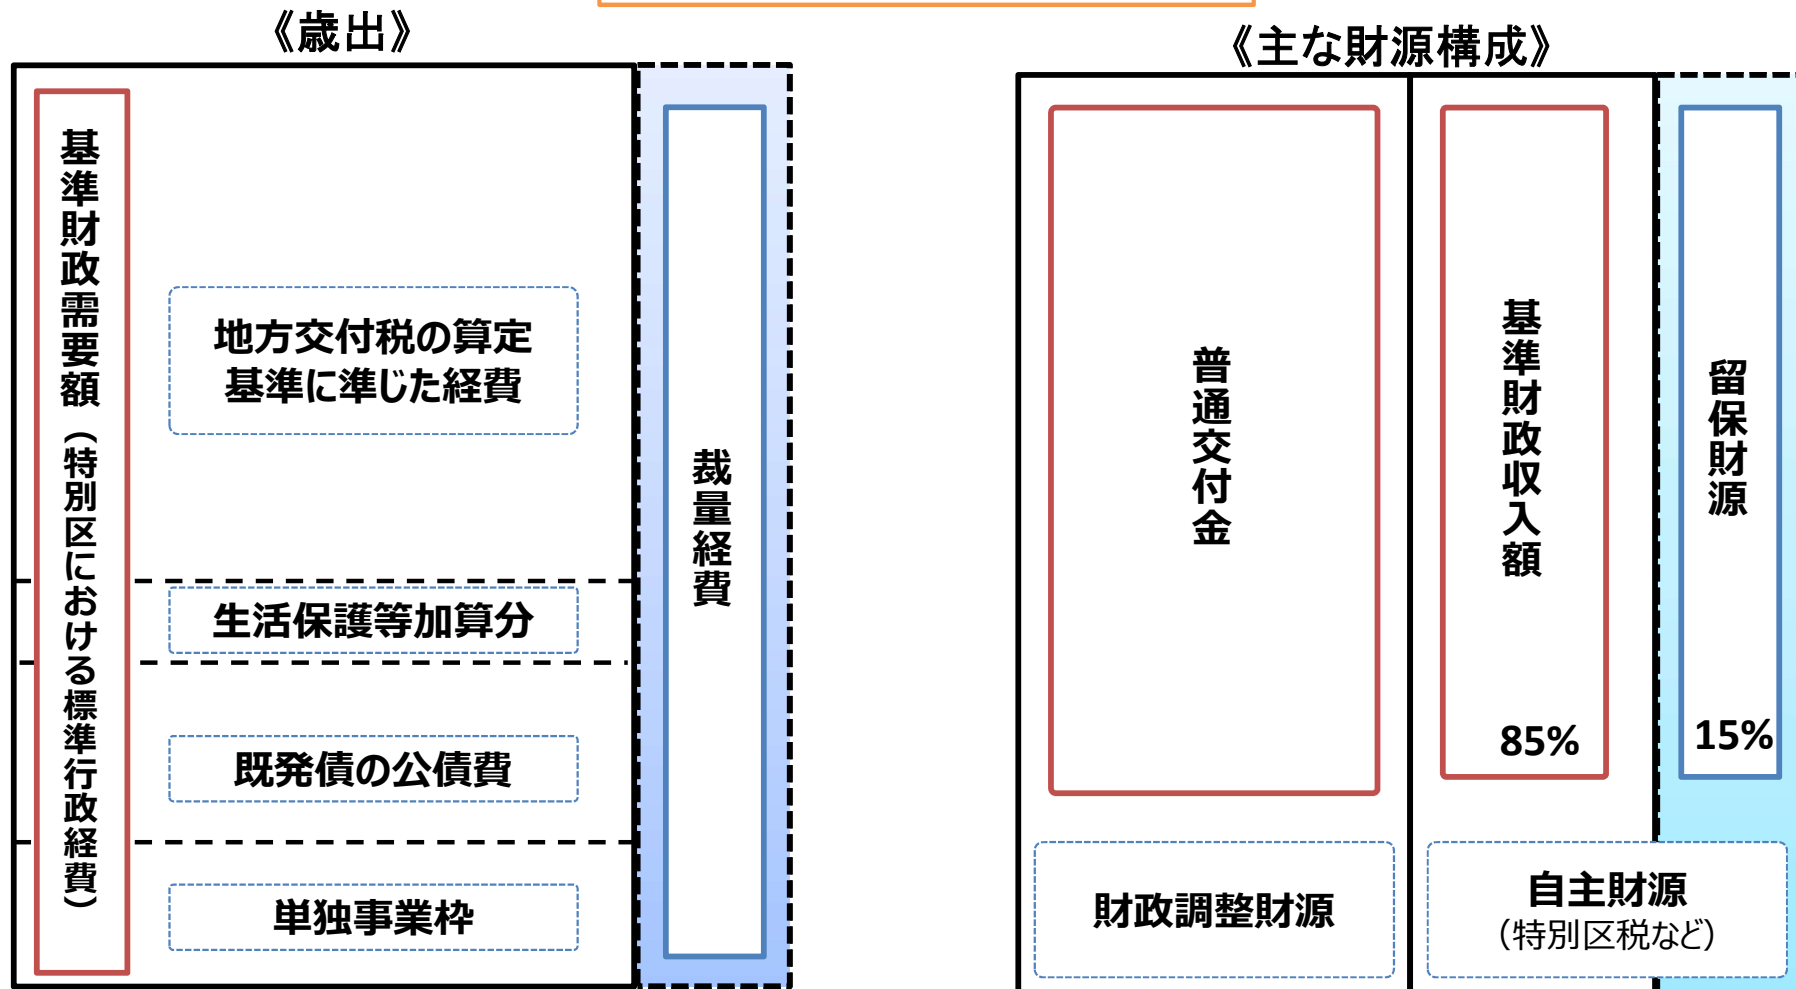 《歳出》
基準財政需要額（特別区における標準行政経費）
地方交付税の算定
基準に準じた経費
生活保護等加算分
既発債の公債費
単独事業枠
裁量経費
《主な財源構成》
普通交付金
基準財政収入額
85%
留保財源
15%
財政調整財源
自主財源
（特別区税など）